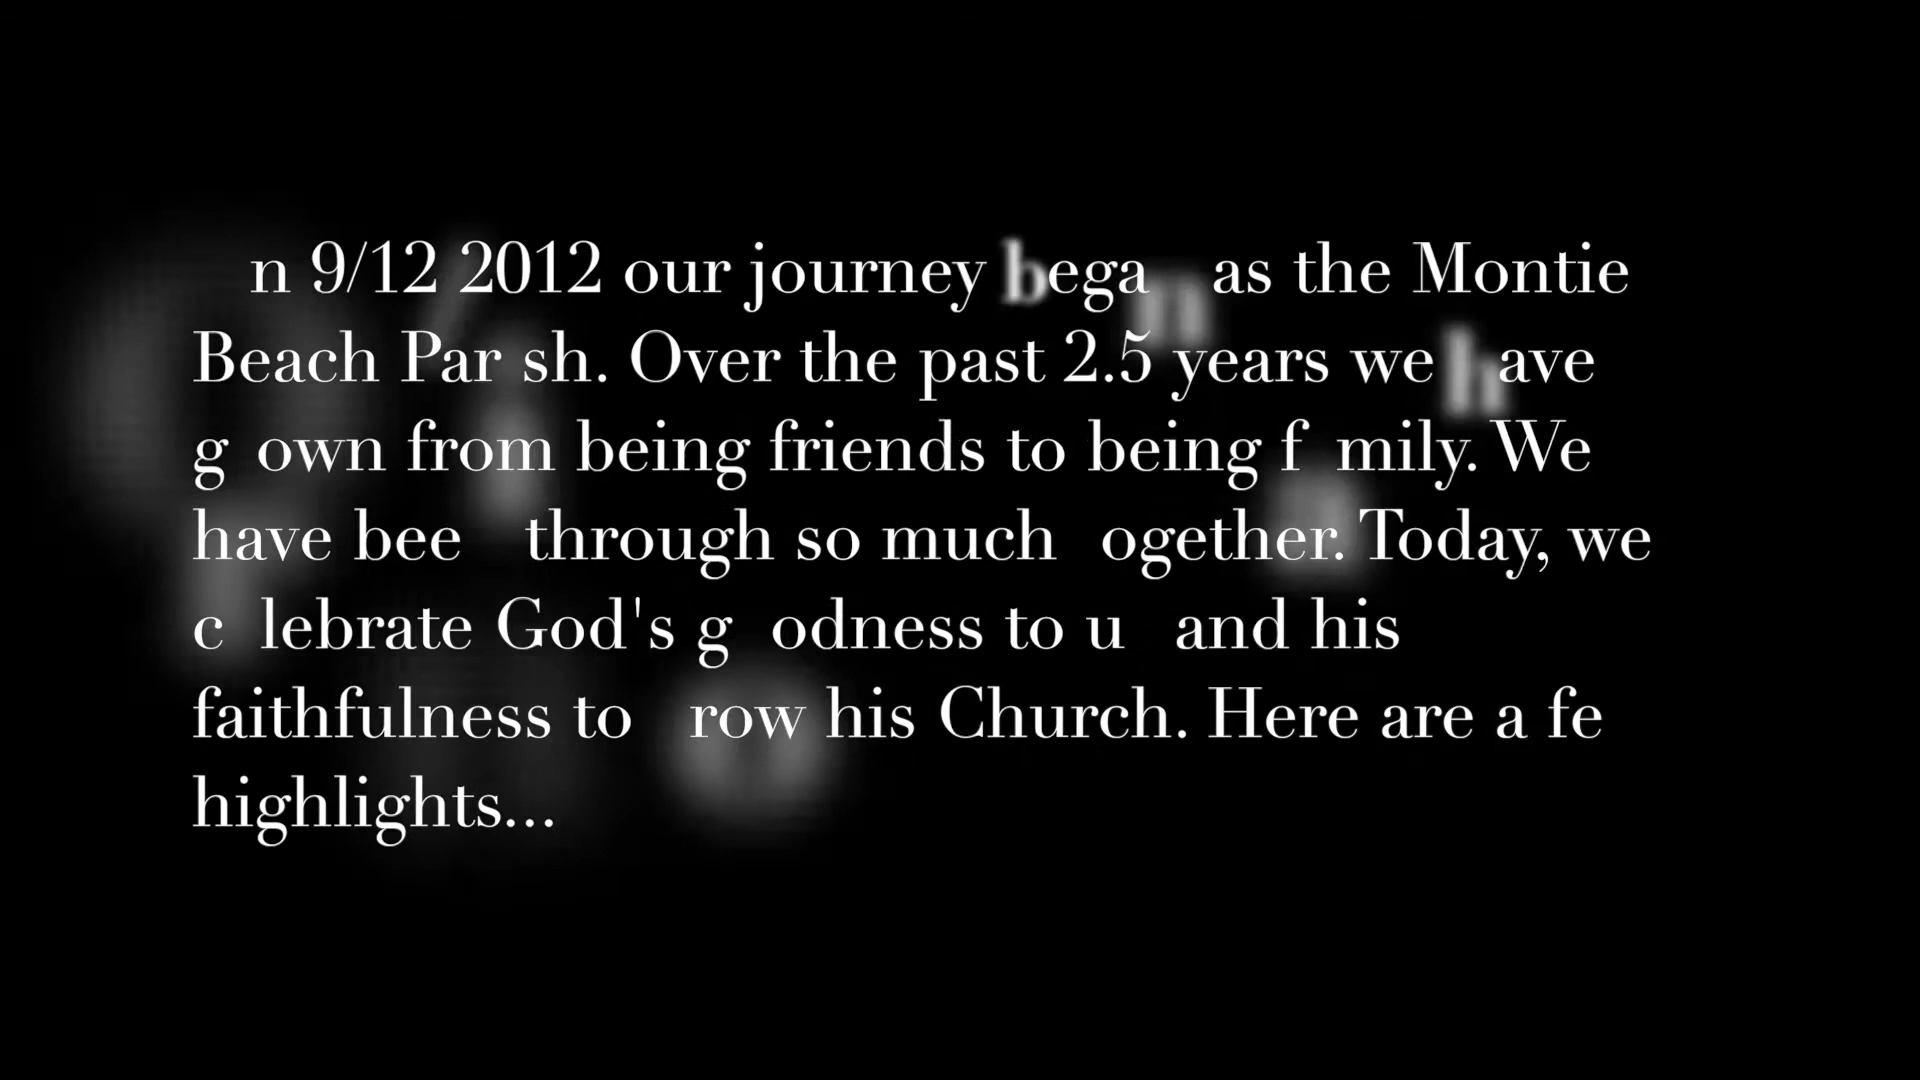 n 9/12 2012 our journey began as the Montie
Beach Par sh. Over the past 2.5 years we have
g own from being friends to being f mily. We
have bee through so much ogether. Today, we
c lebrate God's g odness to u and his
faithfulness to row his Church. Here are a fe
highlights...